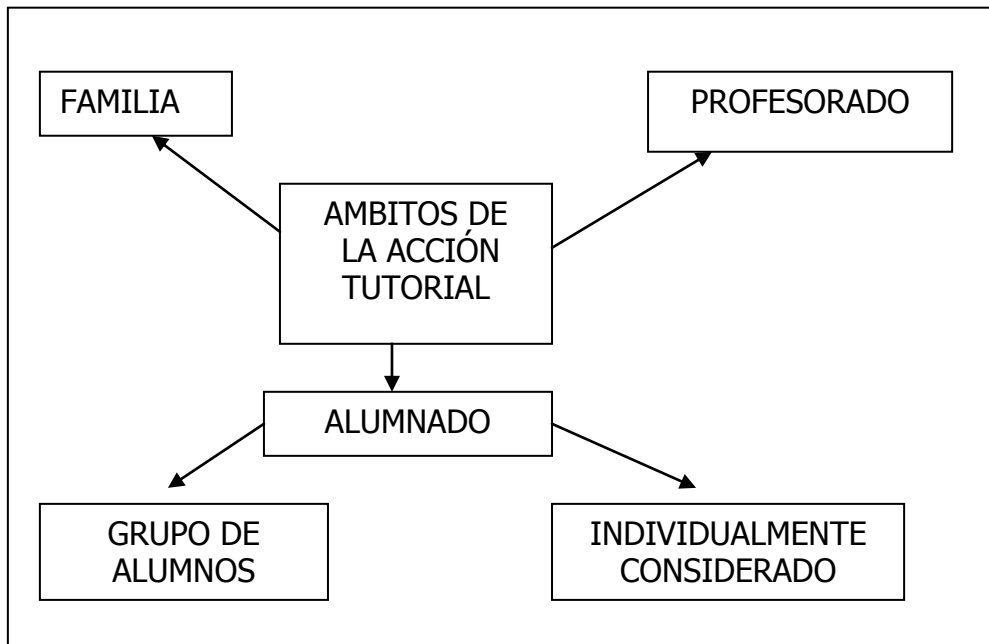 FAMILIA
PROFESORADO
AMBITOS DE
LA ACCIÓN
TUTORIAL
ALUMNADO
GRUPO DE
ALUMNOS
INDIVIDUALMENTE
CONSIDERADO